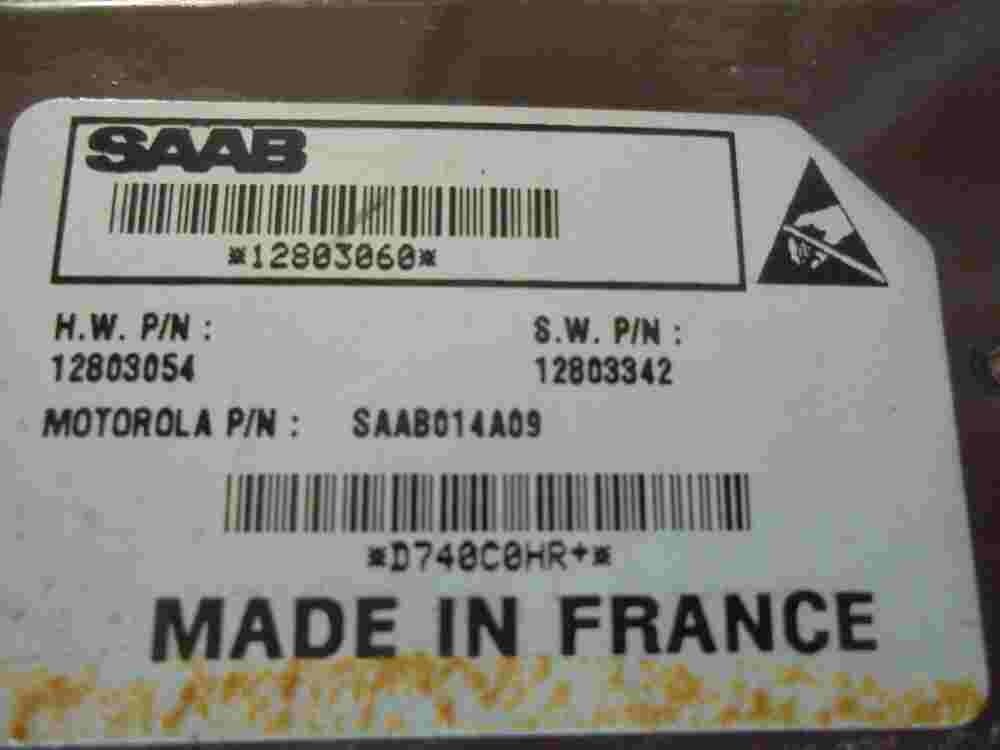 SAAB
*12803060*
H.W. P/N : S.W. P/N :
12803054 12803342
MOTOROLA P/N : SAAB014A09
*D740C0HR+*
MADE IN FRANCE